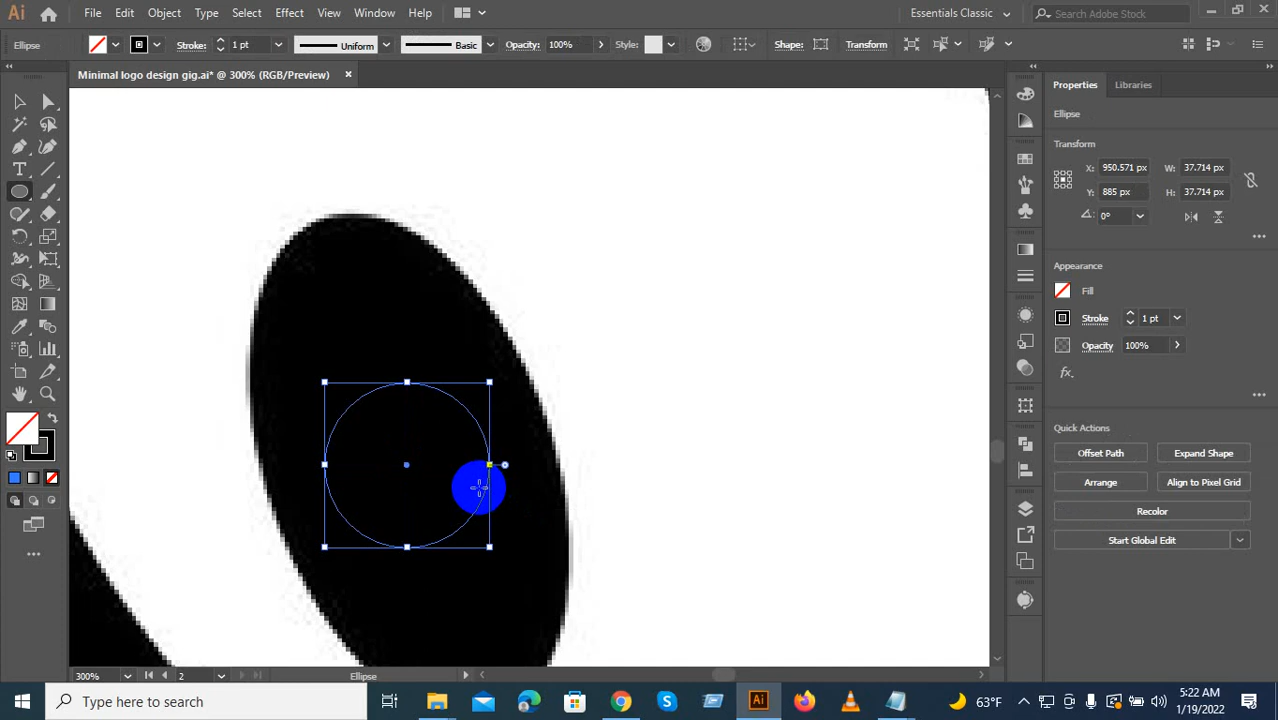 Ai File Edit Object Type Select Effect View Window Help Essentials Classic Search Adobe Stock
Ellipse Stroke: 1 pt Uniform Basic Opacity: 100% Style: Shape: Transform
Minimal logo design gig.ai* @ 300% (RGB/Preview)
Properties Libraries
Ellipse
Transform
X: 950.571 px W: 37.714 px
Y: 885 px H: 37.714 px
0°
Appearance
Fill
Stroke 1 pt
Opacity 100%
fx.
Quick Actions
Offset Path Expand Shape
Arrange Align to Pixel Grid
Recolor
Start Global Edit
300% 2 Ellipse
Type here to search
Ai
63°F
5:22 AM
1/19/2022